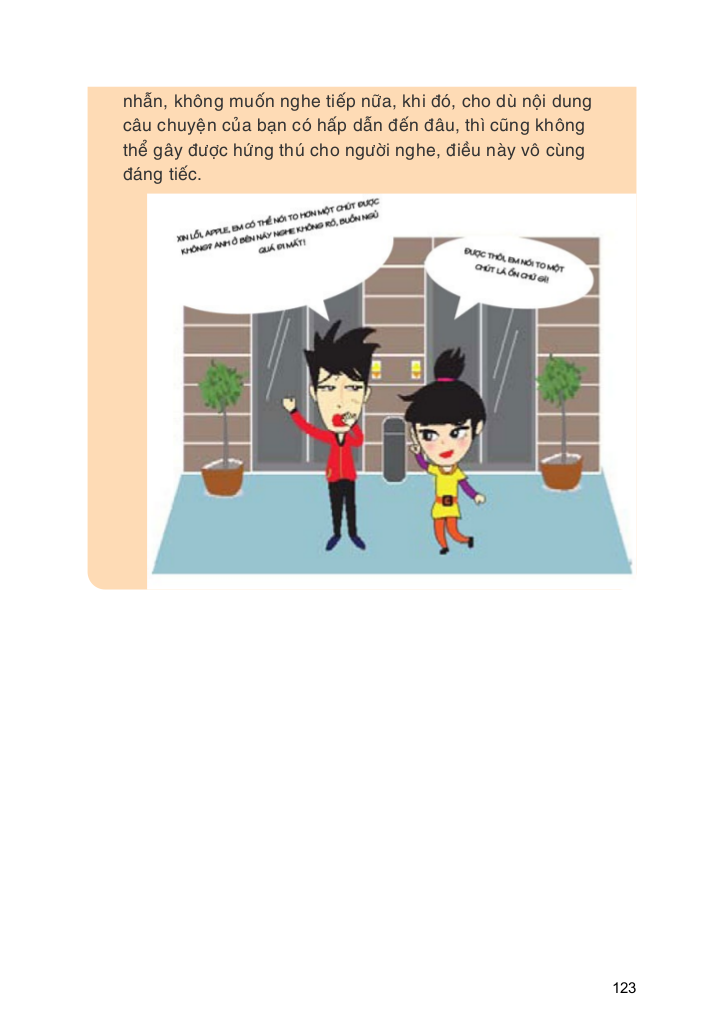 nhẫn, không muốn nghe tiếp nữa, khi đó, cho dù nội dung
câu chuyện của bạn có hấp dẫn đến đâu, thì cũng không
thể gây được hứng thú cho người nghe, điều này vô cùng
đáng tiếc.
XIN LỖI, APPLE, EM CÓ THỂ NÓI TO HƠN MỘT CHÚT ĐƯỢC
KHÔNG? ANH Ở BÊN NÀY NGHE KHÔNG RÕ, BUỒN NGỦ
QUÁ ĐI MẤT!
ĐƯỢC THÔI, EM NÓI TO MỘT
CHÚT LÀ ỔN CHỨ GÌ!
123